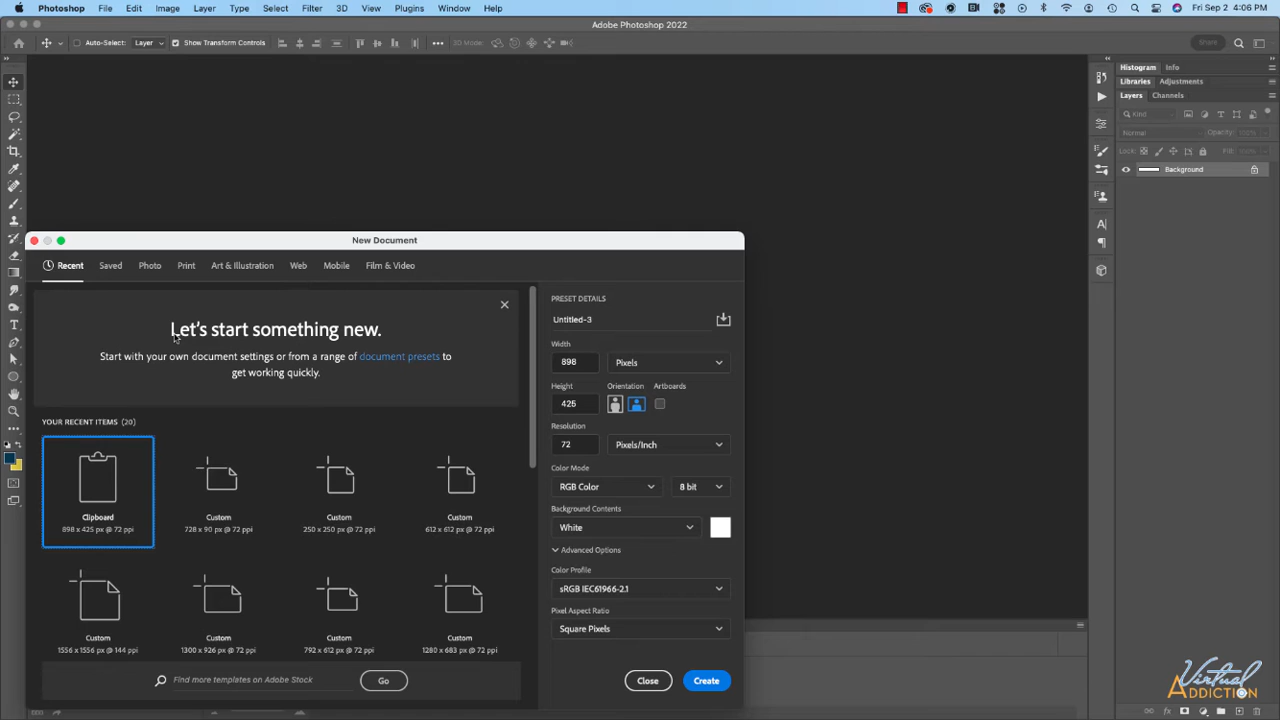 Photoshop File Edit Image Layer Type Select Filter 3D View Plugins Window Help Fri Sep 2 4:06 PM
Adobe Photoshop 2022
Auto-Select: Layer Show Transform Controls 3D Mode: Share
Histogram Info
Libraries Adjustments
Layers Channels
Kind
Normal Opacity: 100%
Lock: Fill: 100%
Background
New Document
Recent Saved Photo Print Art & Illustration Web Mobile Film & Video
Let's start something new.
Start with your own document settings or from a range of document presets to
get working quickly.
YOUR RECENT ITEMS (20)
Clipboard
898 x 425 px @ 72 ppi
Custom
728 x 90 px @ 72 ppi
Custom
250 x 250 px @ 72 ppi
Custom
612 x 612 px @ 72 ppi
Custom
1556 x 1556 px @ 144 ppi
Custom
1300 x 926 px @ 72 ppi
Custom
792 x 612 px @ 72 ppi
Custom
1280 x 683 px @ 72 ppi
Find more templates on Adobe Stock Go
PRESET DETAILS
Untitled-3
Width
898 Pixels
Height Orientation Artboards
425
Resolution
72 Pixels/Inch
Color Mode
RGB Color 8 bit
Background Contents
White
Advanced Options
Color Profile
sRGB IEC61966-2.1
Pixel Aspect Ratio
Square Pixels
Close Create
Virtual
Addiction